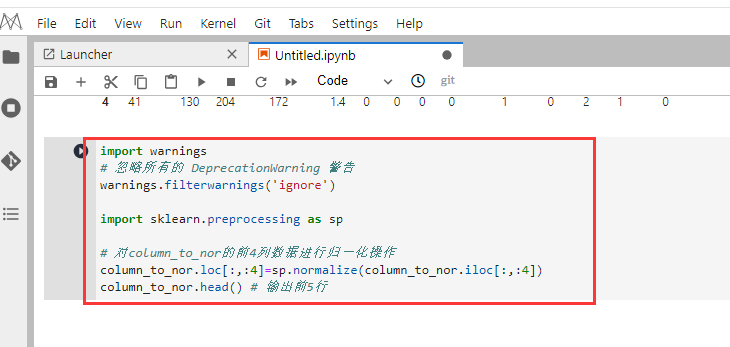 File Edit View Run Kernel Git Tabs Settings Help
Launcher Untitled.ipynb
Code git
4 41 130 204 172 1.4 0 0 0 0 1 0 2 1 0
import warnings
# 忽略所有的 DeprecationWarning 警告
warnings.filterwarnings('ignore')
import sklearn.preprocessing as sp
# 对column_to_nor的前4列数据进行归一化操作
column_to_nor.loc[:,:4]=sp.normalize(column_to_nor.iloc[:,:4])
column_to_nor.head() # 输出前5行